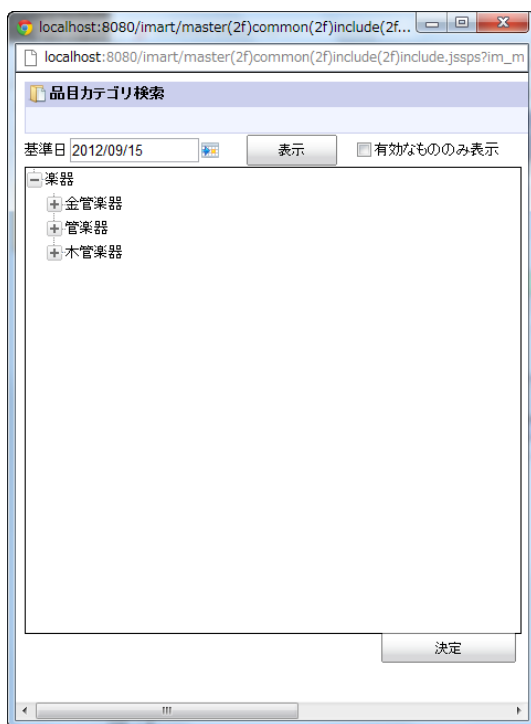 localhost:8080/imart/master(2f)common(2f)include(2f...
localhost:8080/imart/master(2f)common(2f)include(2f)include.jssps?im_m
品目カテゴリ検索
基準日 2012/09/15 表示 有効なもののみ表示
楽器
金管楽器
管楽器
木管楽器
決定